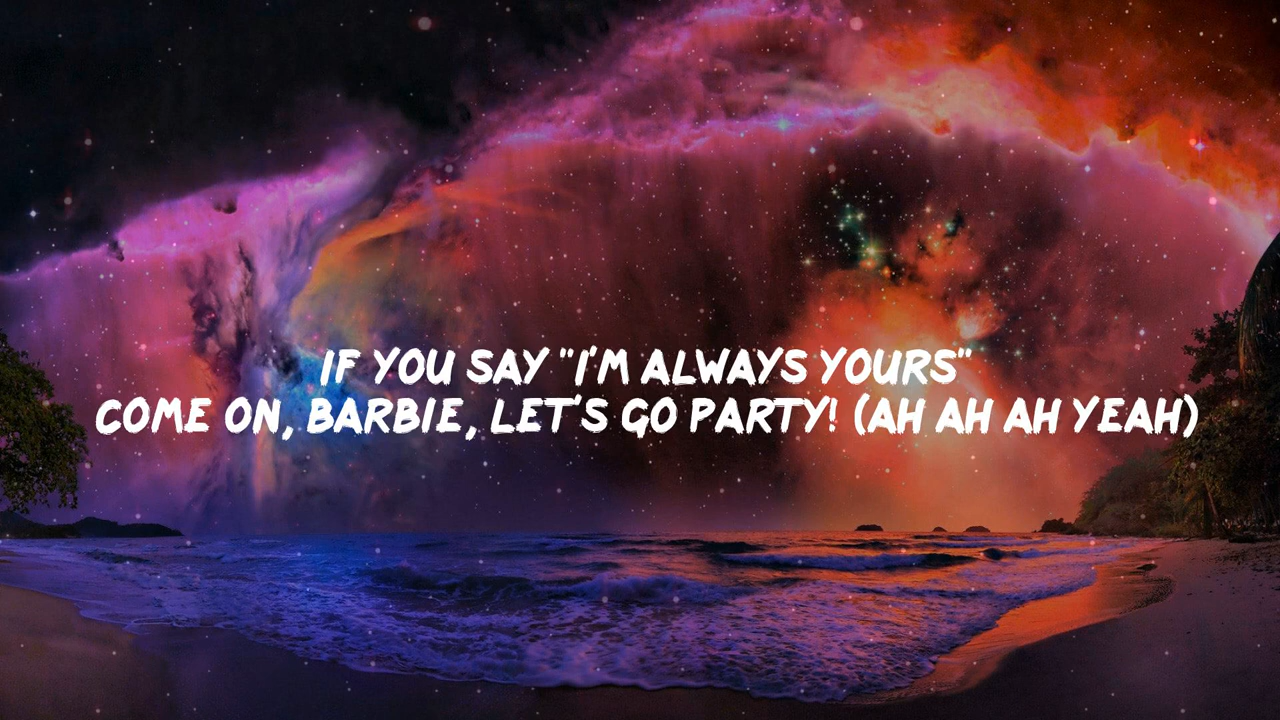 IF YOU SAY "I'M ALWAYS YOURS"
COME ON, BARBIE, LET'S GO PARTY! (AH AH AH YEAH)